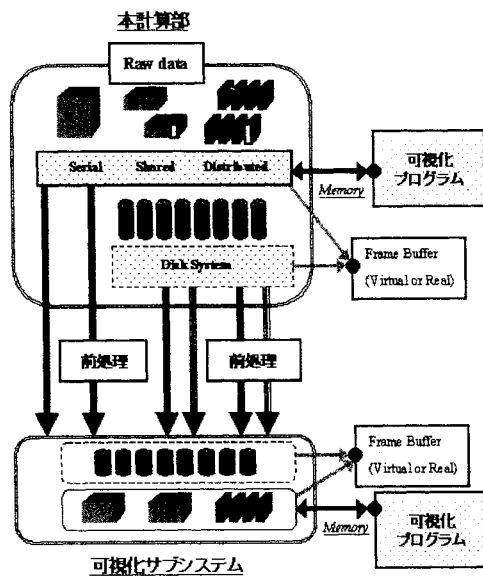 本計算部
Raw data
Serial Shared Distributed
Memory
可視化
プログラム
Disk System
Frame Buffer
(Virtual or Real)
前処理
前処理
Frame Buffer
(Virtual or Real)
Memory
可視化
プログラム
可視化サブシステム